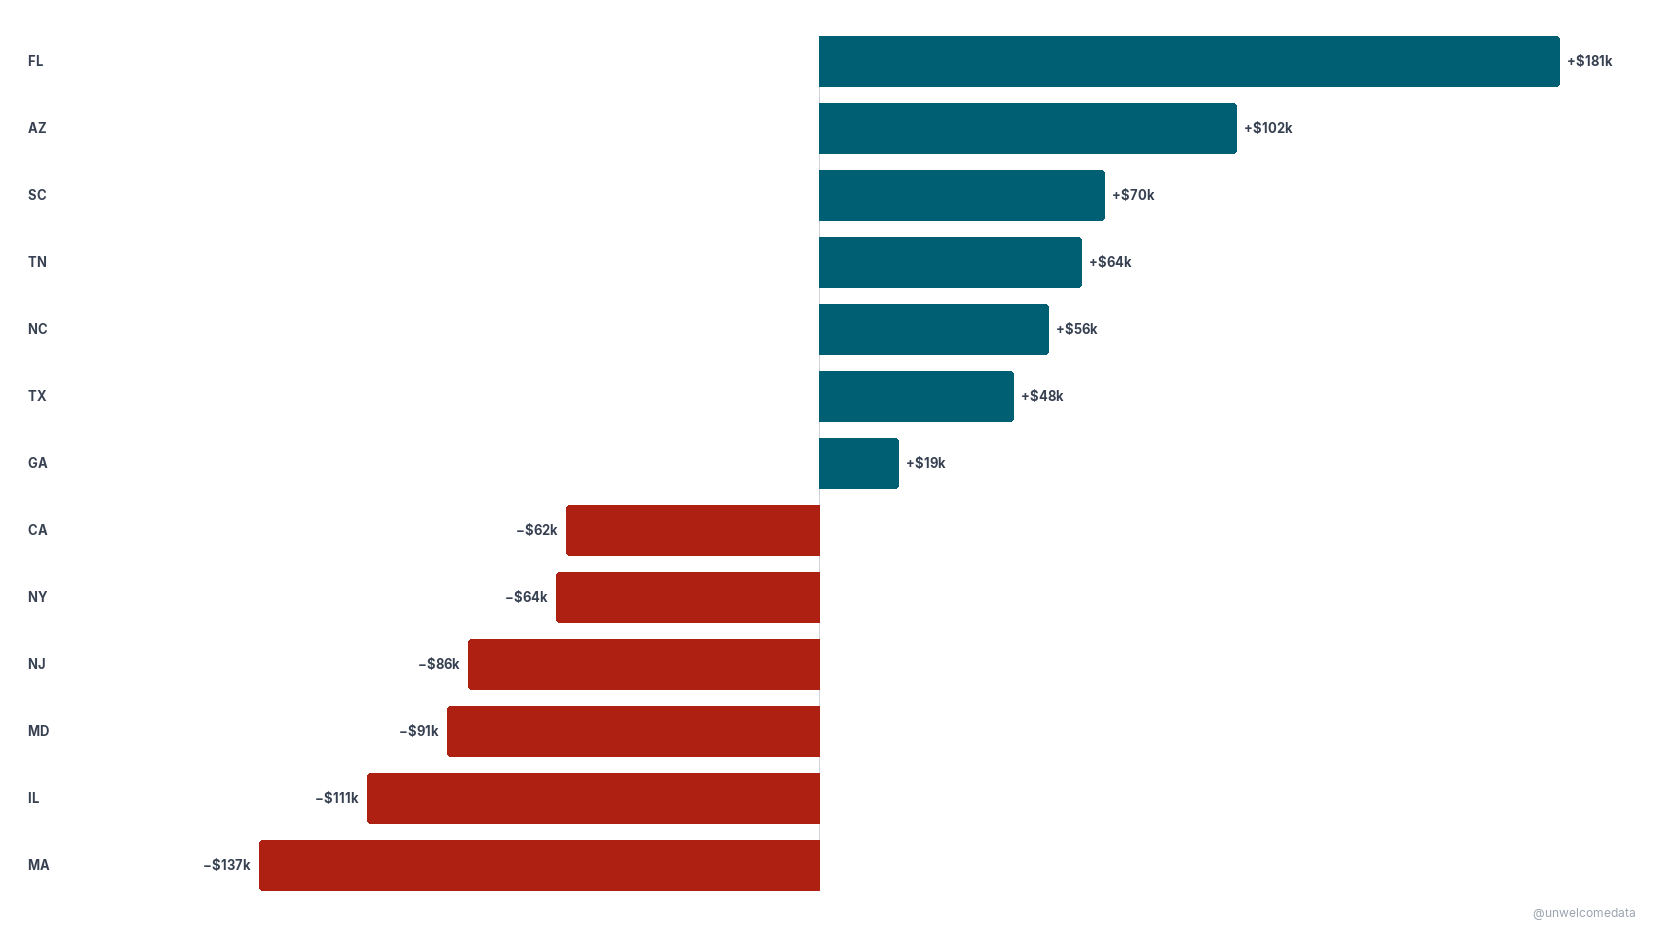 FL +$181k
AZ +$102k
SC +$70k
TN +$64k
NC +$56k
TX +$48k
GA +$19k
CA −$62k
NY −$64k
NJ −$86k
MD −$91k
IL −$111k
MA −$137k
@unwelcomedata